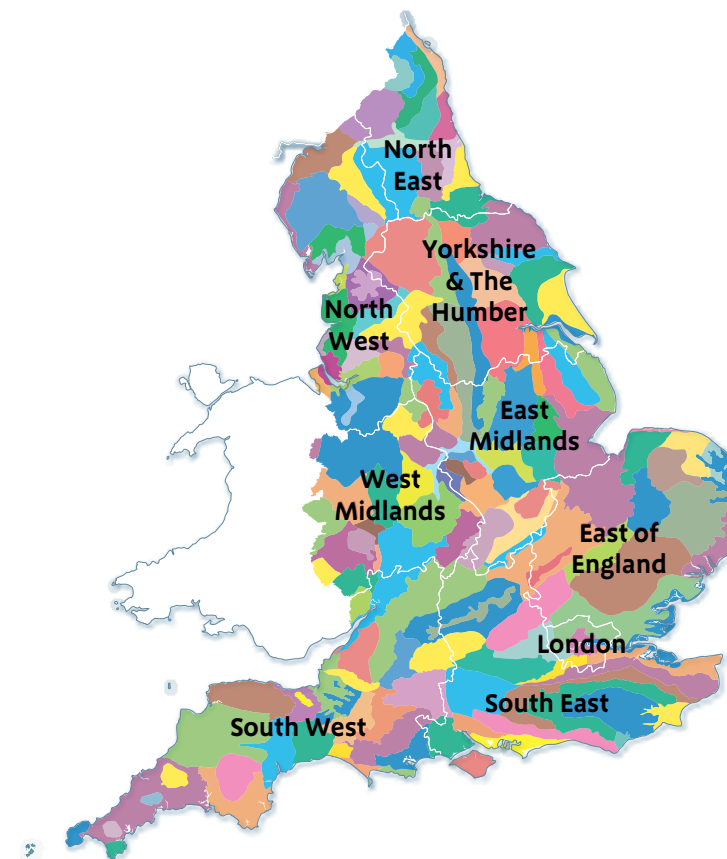 North
East
Yorkshire
& The
Humber
North
West
East
Midlands
West
Midlands
East of
England
London
South East
South West